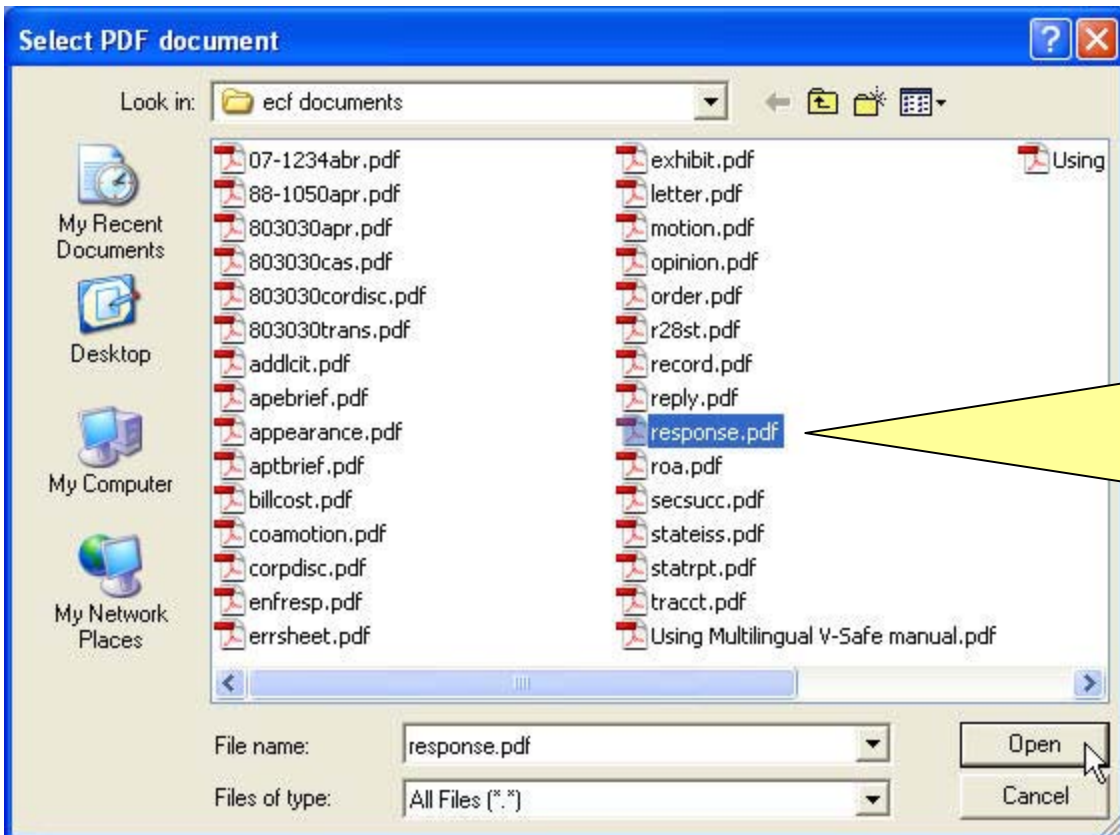 Select PDF document
Look in:
ecf documents
My Recent
Documents
Desktop
My Computer
My Network
Places
07-1234abr.pdf
88-1050apr.pdf
803030apr.pdf
803030cas.pdf
803030cordisc.pdf
803030trans.pdf
addlcit.pdf
apebrief.pdf
appearance.pdf
aptbrief.pdf
billcost.pdf
coamotion.pdf
corpdisc.pdf
enfresp.pdf
errsheet.pdf
exhibit.pdf
letter.pdf
motion.pdf
opinion.pdf
order.pdf
r28st.pdf
record.pdf
reply.pdf
response.pdf
roa.pdf
secsucc.pdf
stateiss.pdf
statrpt.pdf
tracct.pdf
Using Multilingual V-Safe manual.pdf
Using
File name:
response.pdf
Open
Files of type:
All Files (*.*)
Cancel